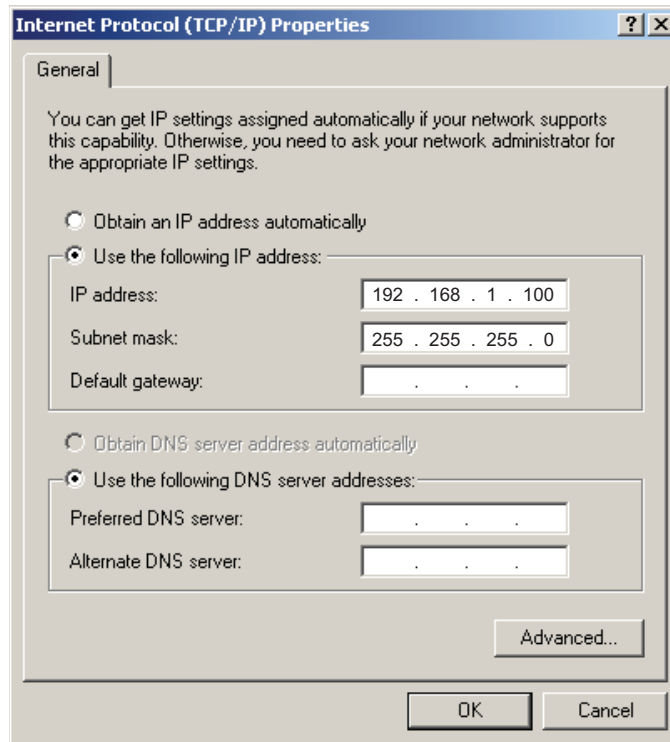 Internet Protocol (TCP/IP) Properties
General
You can get IP settings assigned automatically if your network supports
this capability. Otherwise, you need to ask your network administrator for
the appropriate IP settings.
Obtain an IP address automatically
Use the following IP address:
IP address: 192 . 168 . 1 . 100
Subnet mask: 255 . 255 . 255 . 0
Default gateway: . . .
Obtain DNS server address automatically
Use the following DNS server addresses:
Preferred DNS server: . . .
Alternate DNS server: . . .
Advanced...
OK Cancel